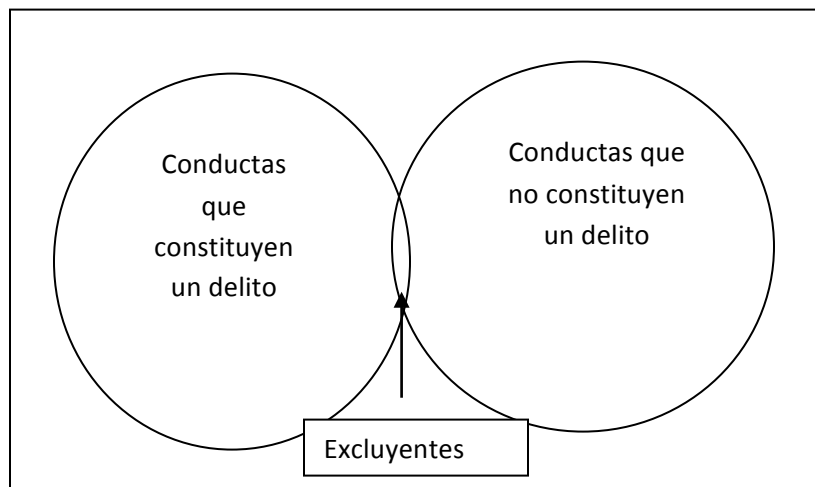 Conductas
que
constituyen
un delito
Conductas que
no constituyen
un delito
Excluyentes